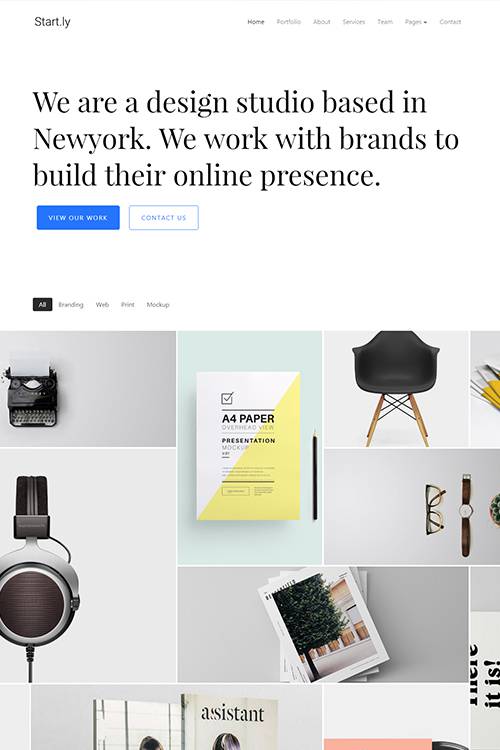 Start.ly
Home Portfolio About Services Team Pages Contact
We are a design studio based in
Newyork. We work with brands to
build their online presence.
VIEW OUR WORK CONTACT US
All Branding Web Print Mockup
A4 PAPER
OVERHEAD VIEW
PRESENTATION
MOCKUP
assistant
There
it is!